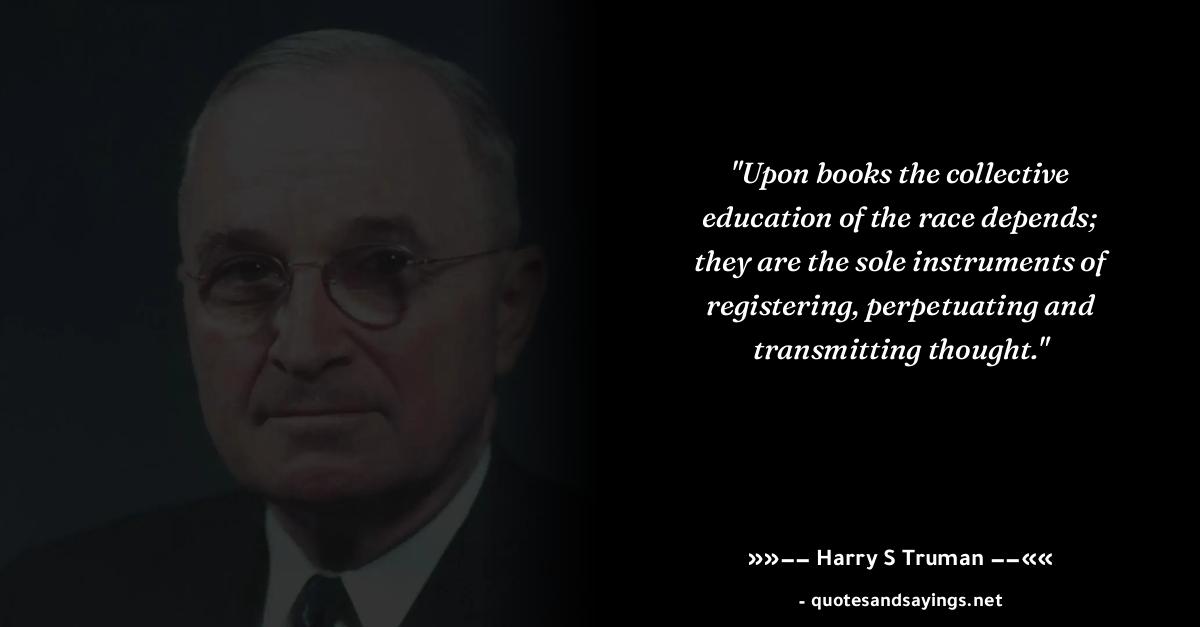 "Upon books the collective
education of the race depends;
they are the sole instruments of
registering, perpetuating and
transmitting thought."
»»–– Harry S Truman ––««
- quotesandsayings.net